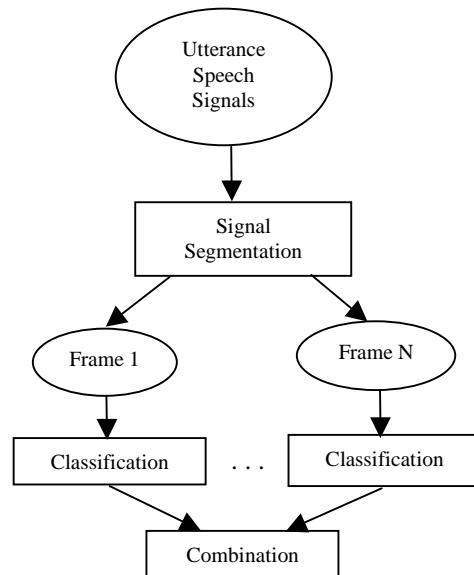 Utterance
Speech
Signals
Signal
Segmentation
Frame 1
Frame N
Classification
. . .
Classification
Combination